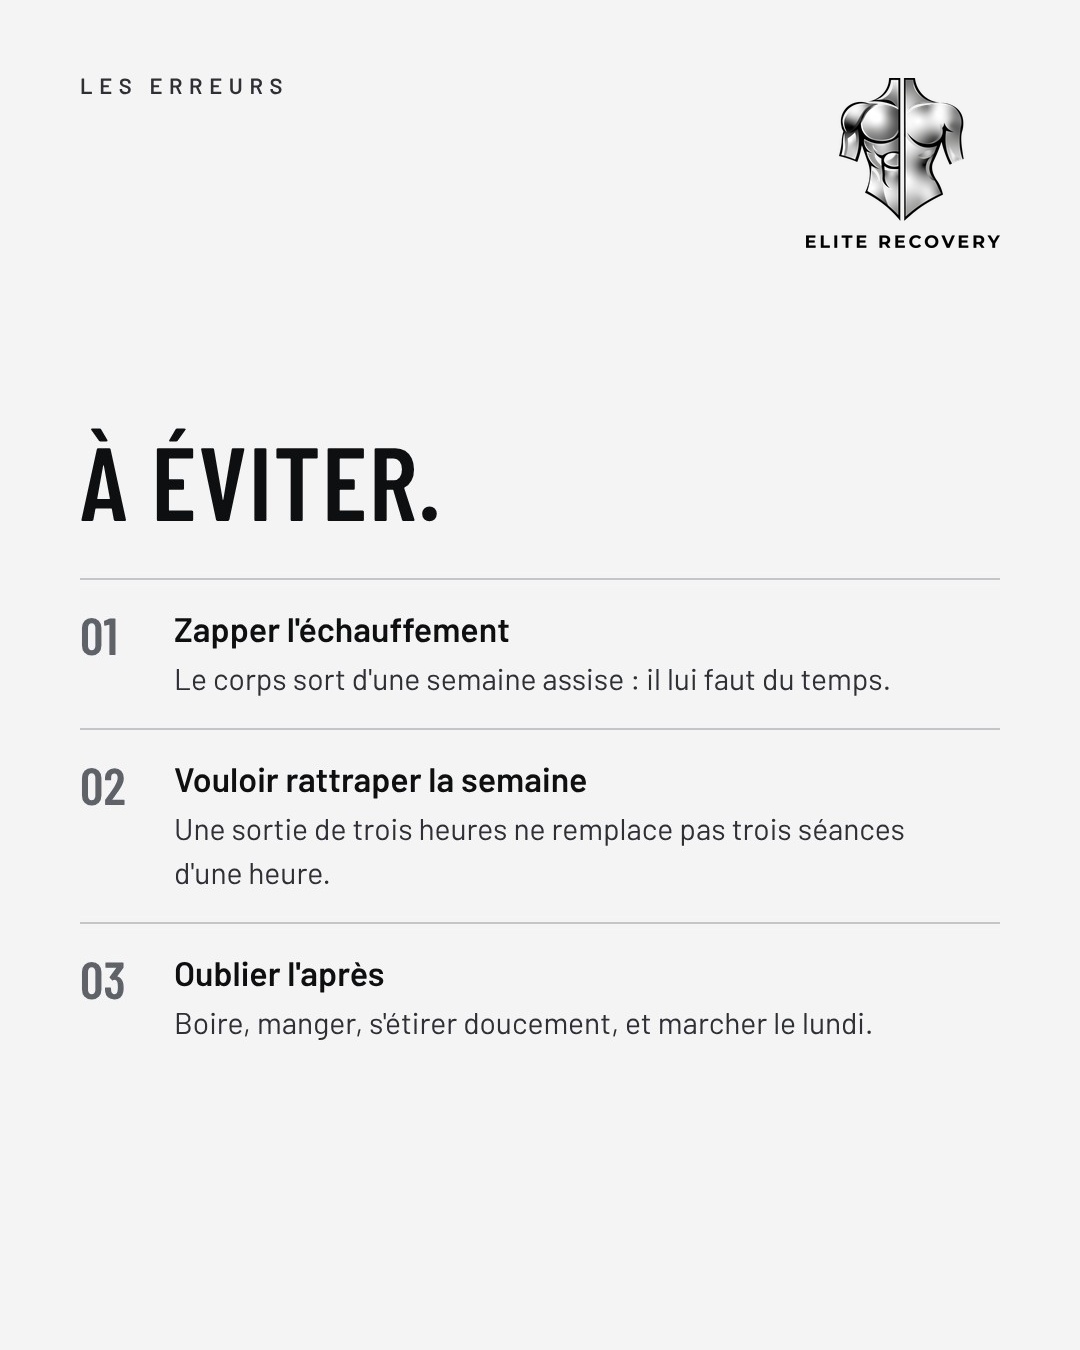 LES ERREURS
ELITE RECOVERY
À ÉVITER.
01
Zapper l'échauffement
Le corps sort d'une semaine assise : il lui faut du temps.
02
Vouloir rattraper la semaine
Une sortie de trois heures ne remplace pas trois séances
d'une heure.
03
Oublier l'après
Boire, manger, s'étirer doucement, et marcher le lundi.